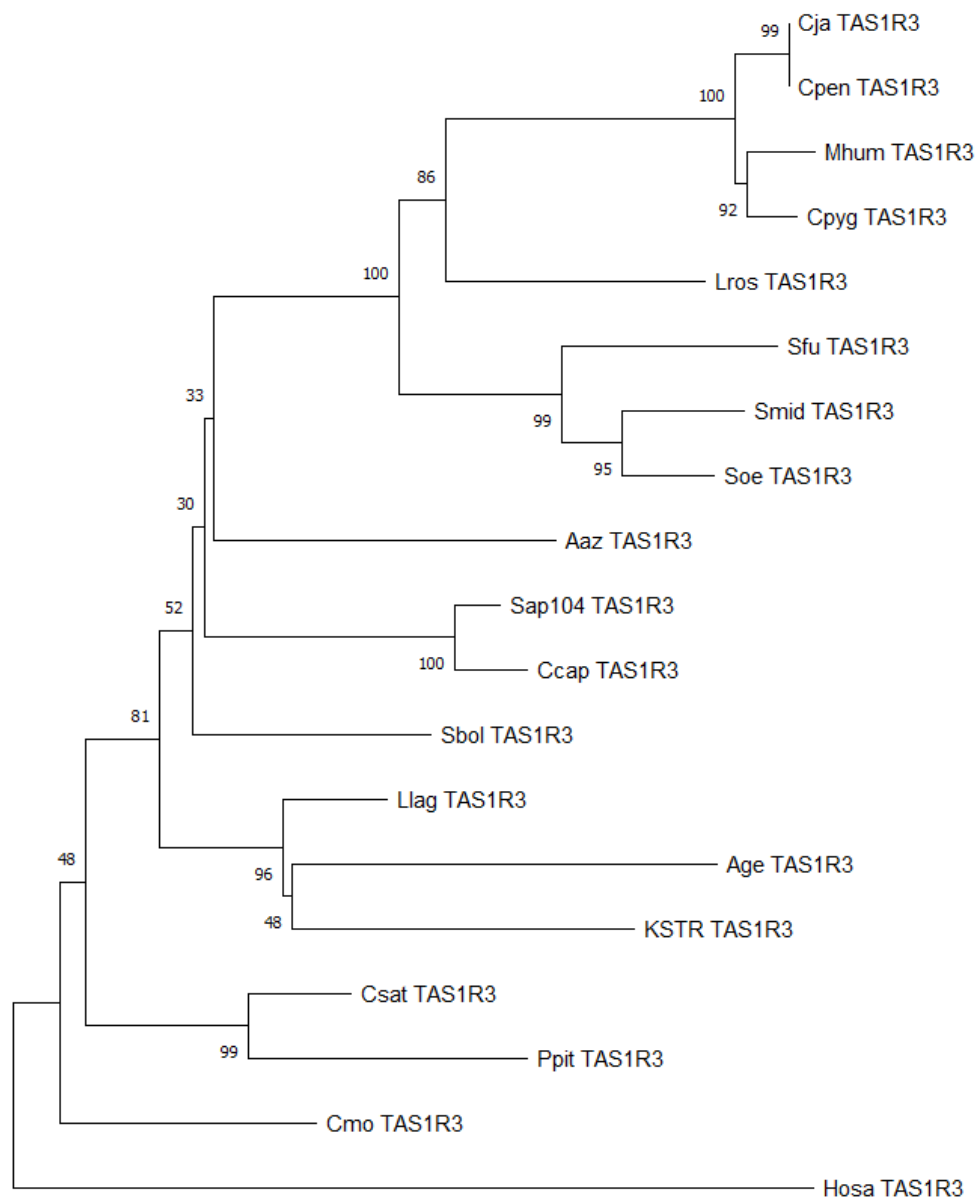 99
Cja TAS1R3
Cpen TAS1R3
100
Mhum TAS1R3
92
Cpyg TAS1R3
86
Lros TAS1R3
100
Sfu TAS1R3
99
Smid TAS1R3
95
Soe TAS1R3
33
Aaz TAS1R3
30
Sap104 TAS1R3
100
Ccap TAS1R3
52
Sbol TAS1R3
81
Llag TAS1R3
96
Age TAS1R3
48
KSTR TAS1R3
48
Csat TAS1R3
99
Ppit TAS1R3
Cmo TAS1R3
Hosa TAS1R3